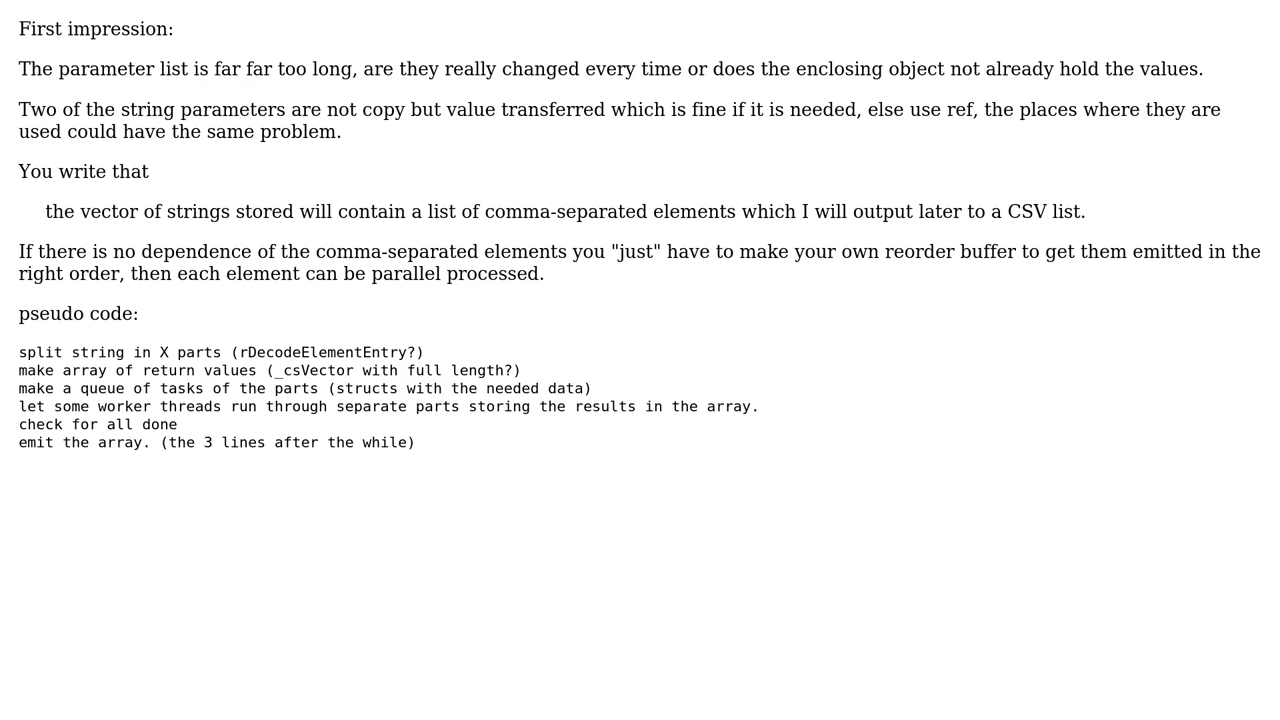 First impression:
The parameter list is far far too long, are they really changed every time or does the enclosing object not already hold the values.
Two of the string parameters are not copy but value transferred which is fine if it is needed, else use ref, the places where they are
used could have the same problem.
You write that
the vector of strings stored will contain a list of comma-separated elements which I will output later to a CSV list.
If there is no dependence of the comma-separated elements you "just" have to make your own reorder buffer to get them emitted in the
right order, then each element can be parallel processed.
pseudo code:
split string in X parts (rDecodeElementEntry?)
make array of return values (_csVector with full length?)
make a queue of tasks of the parts (structs with the needed data)
let some worker threads run through separate parts storing the results in the array.
check for all done
emit the array. (the 3 lines after the while)